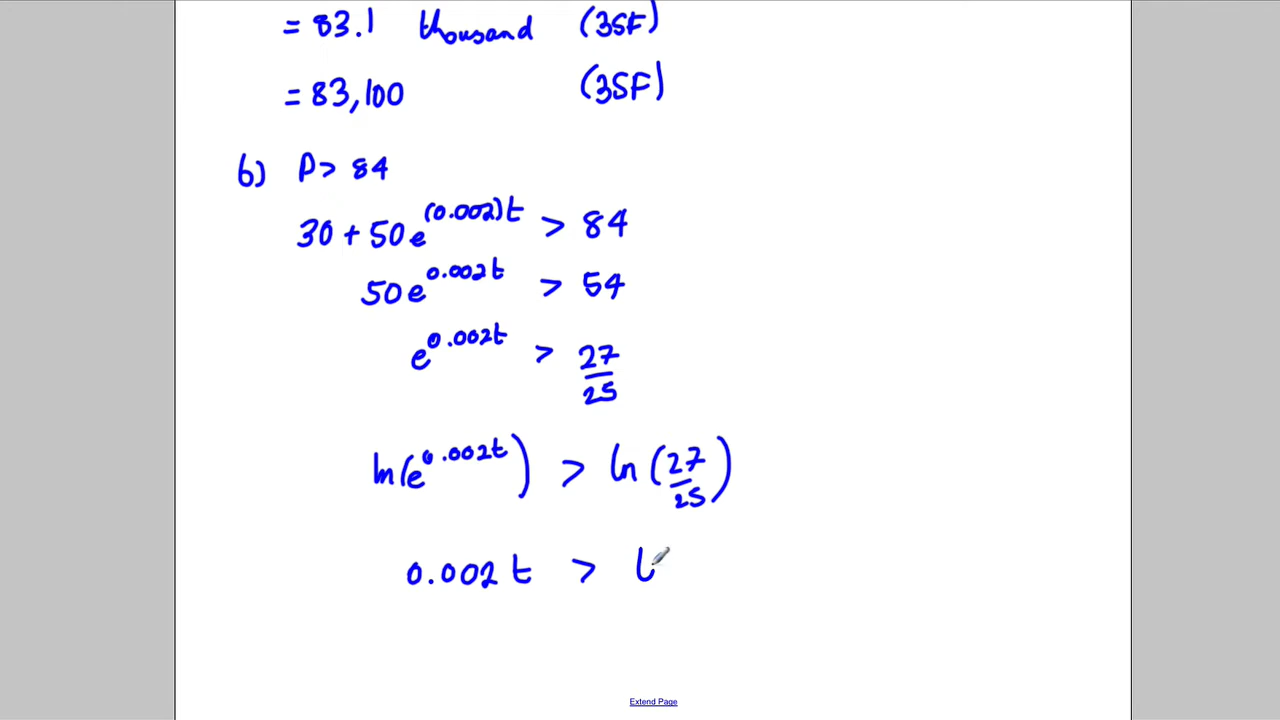 = 83.1 thousand (3SF)
= 83,100 (3SF)
b) P > 84
30 + 50e^(0.002)t > 84
50e^0.002t > 54
e^0.002t > 27/25
ln(e^0.002t) > ln(27/25)
0.002t > l
Extend Page